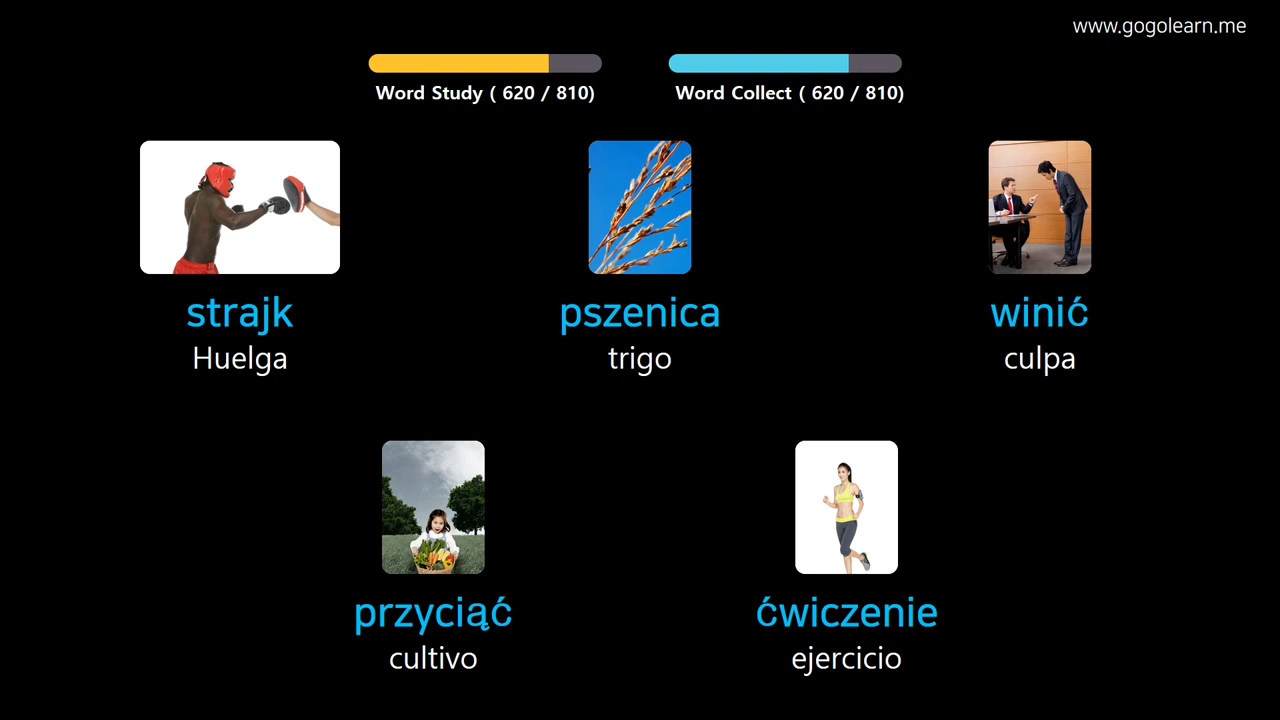 www.gogolearn.me
Word Study ( 620 / 810)
Word Collect ( 620 / 810)
strajk
Huelga
pszenica
trigo
winić
culpa
przyciąć
cultivo
ćwiczenie
ejercicio